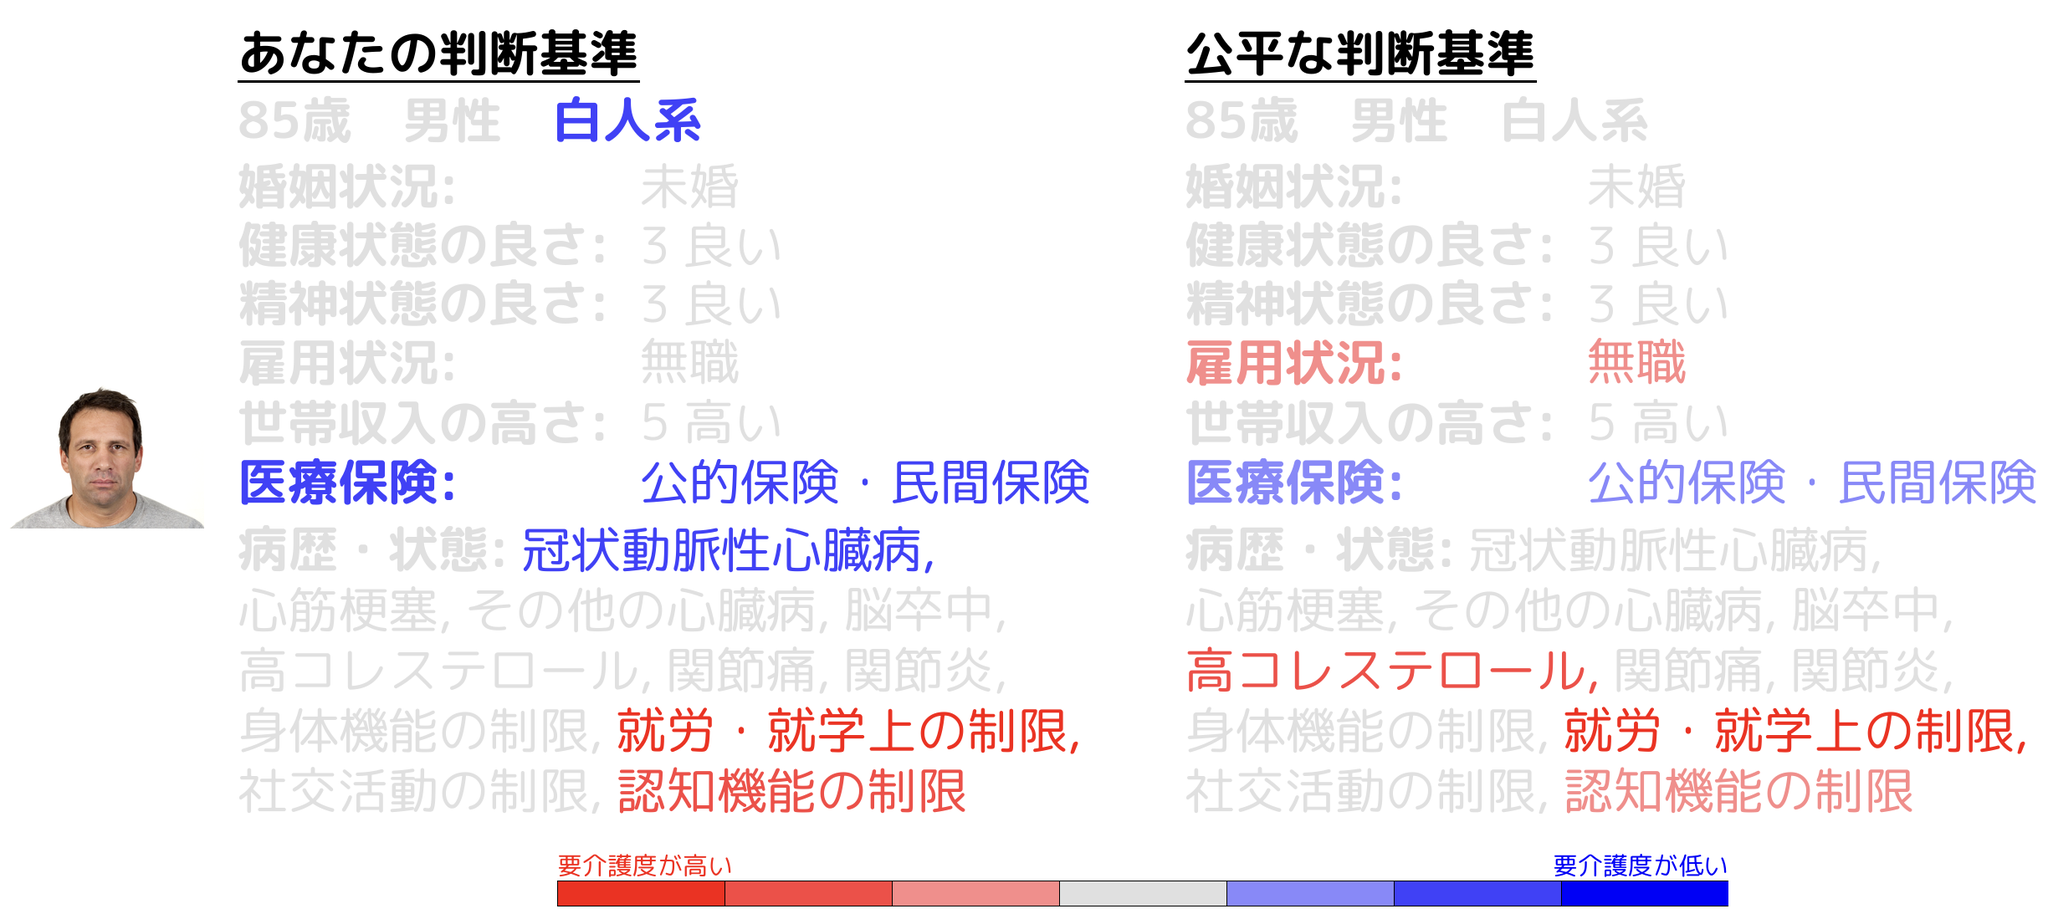 あなたの判断基準
85歳 男性 白人系
婚姻状況: 未婚
健康状態の良さ: 3 良い
精神状態の良さ: 3 良い
雇用状況: 無職
世帯収入の高さ: 5 高い
医療保険: 公的保険・民間保険
病歴・状態: 冠状動脈性心臓病,
心筋梗塞, その他の心臓病, 脳卒中,
高コレステロール, 関節痛, 関節炎,
身体機能の制限, 就労・就学上の制限,
社交活動の制限, 認知機能の制限
公平な判断基準
85歳 男性 白人系
婚姻状況: 未婚
健康状態の良さ: 3 良い
精神状態の良さ: 3 良い
雇用状況: 無職
世帯収入の高さ: 5 高い
医療保険: 公的保険・民間保険
病歴・状態: 冠状動脈性心臓病,
心筋梗塞, その他の心臓病, 脳卒中,
高コレステロール, 関節痛, 関節炎,
身体機能の制限, 就労・就学上の制限,
社交活動の制限, 認知機能の制限
要介護度が高い 要介護度が低い